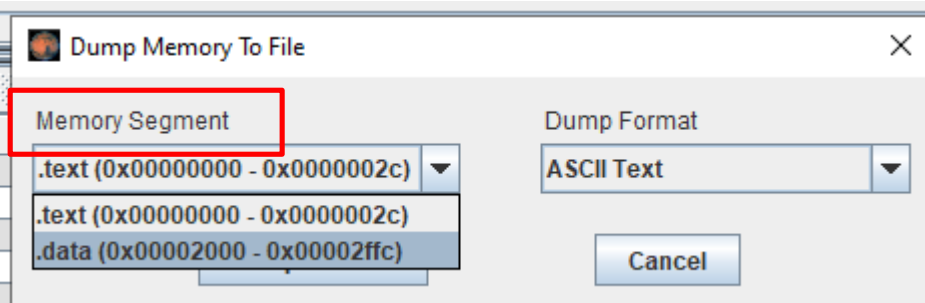 Dump Memory To File
Memory Segment
Dump Format
.text (0x00000000 - 0x0000002c)
ASCII Text
.text (0x00000000 - 0x0000002c)
.data (0x00002000 - 0x00002ffc)
Cancel